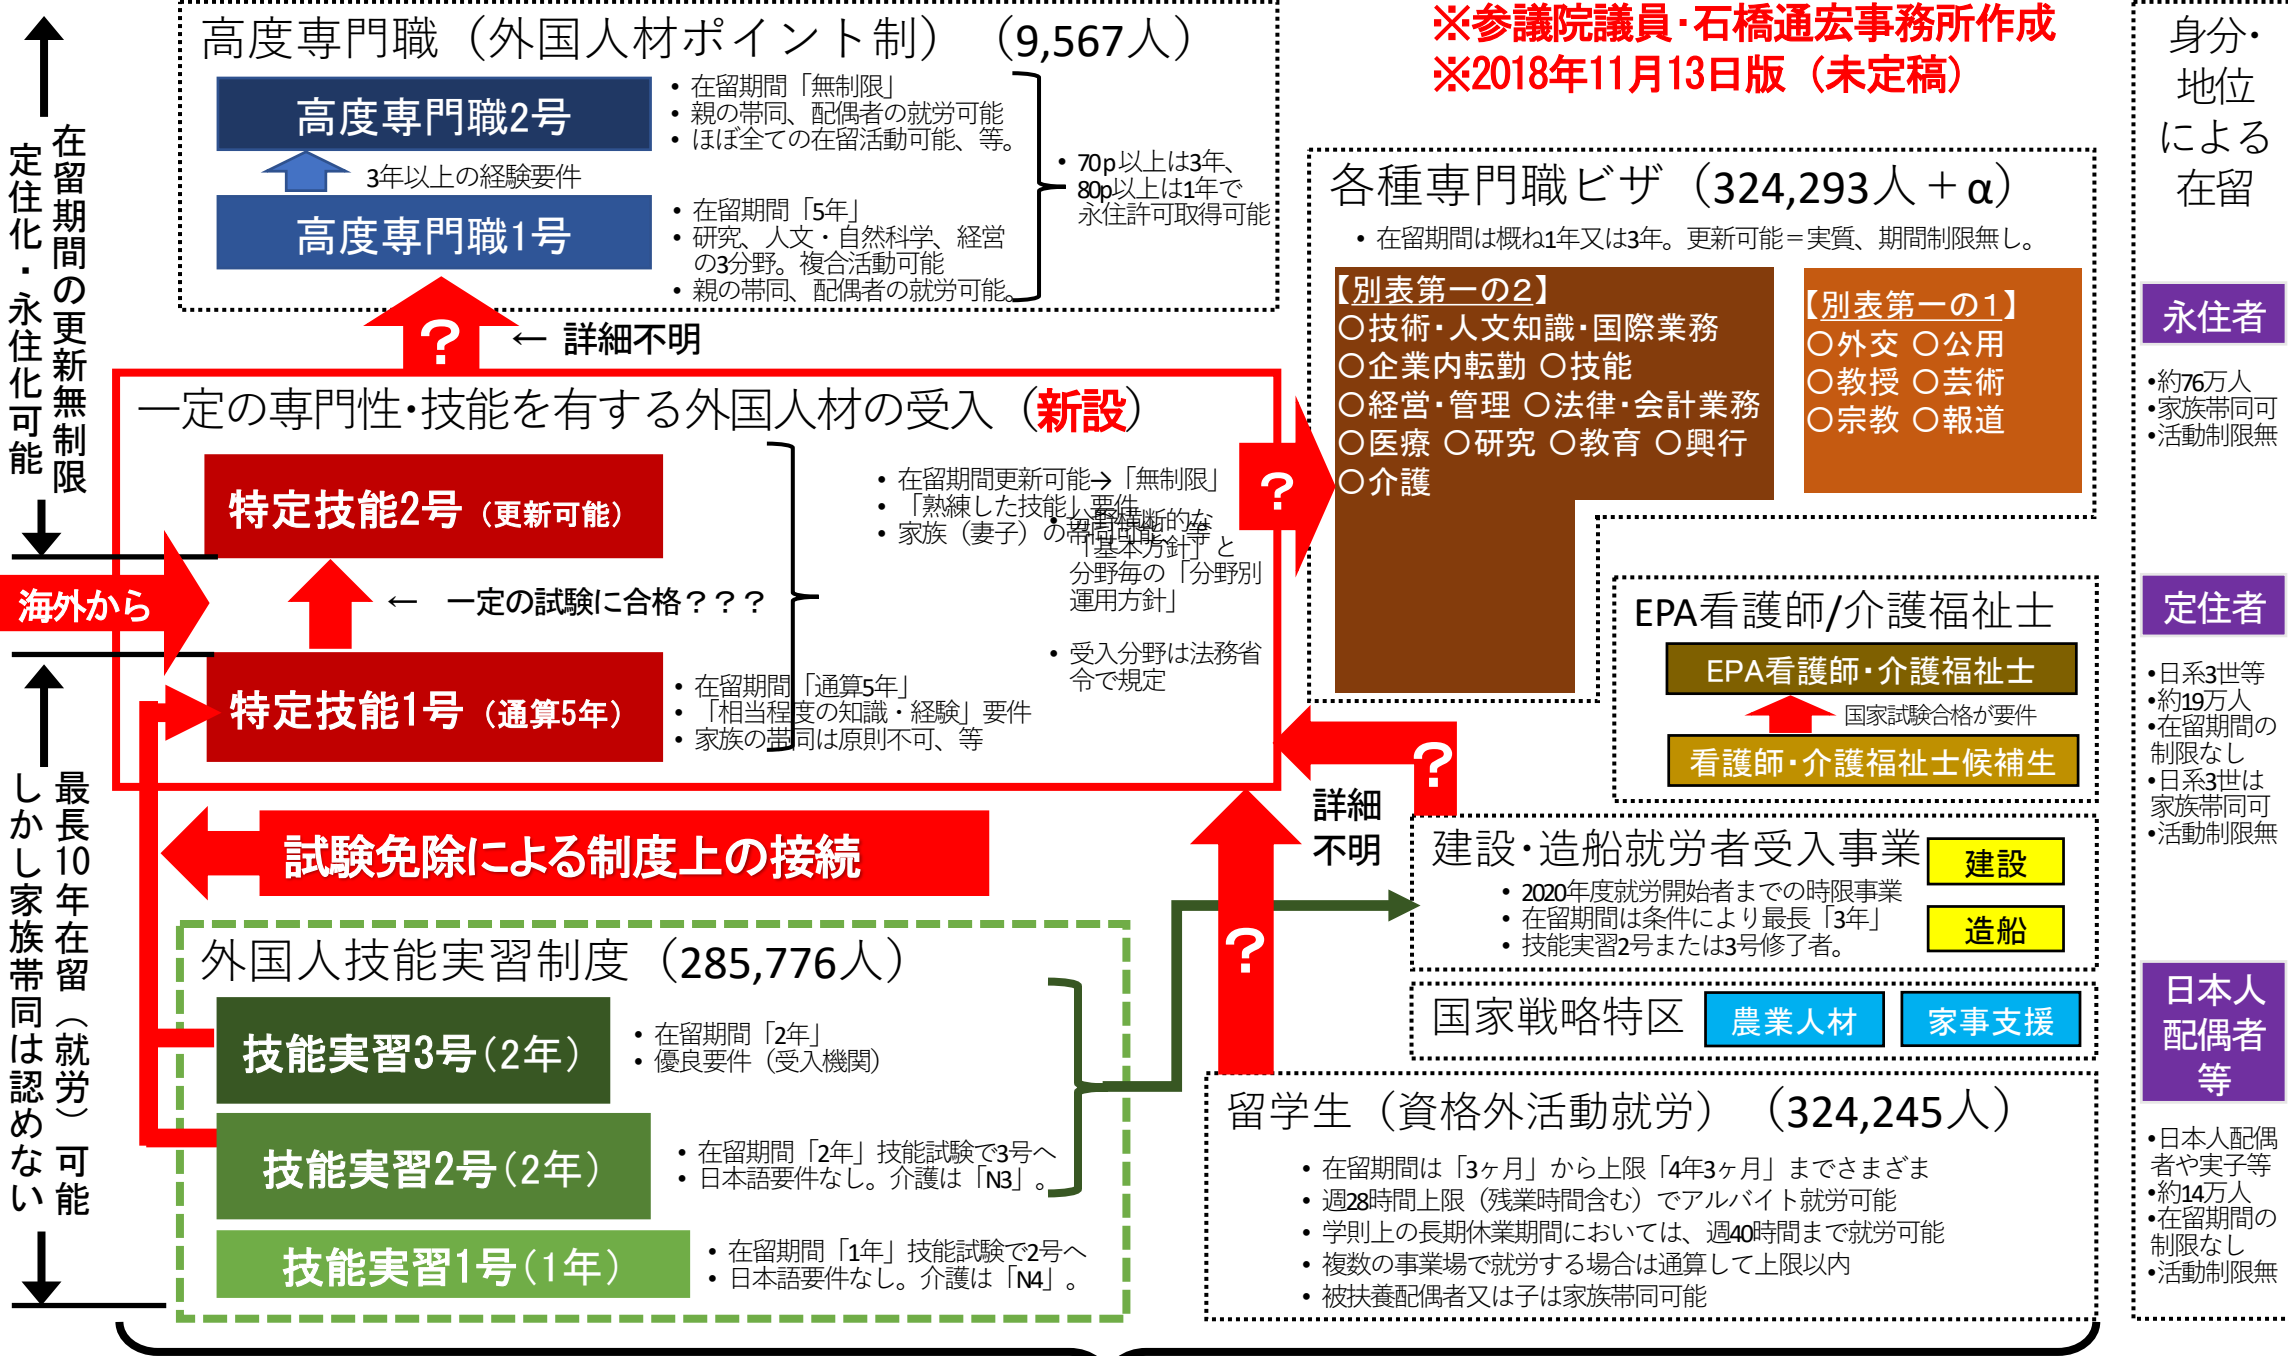 ※参議院議員・石橋通宏事務所作成
※2018年11月13日版（未定稿）
在留期間の更新無制限
定住化・永住化可能
高度専門職（外国人材ポイント制）（9,567人）
高度専門職2号
• 在留期間「無制限」
• 親の帯同、配偶者の就労可能
• ほぼ全ての在留活動可能、等。
3年以上の経験要件
高度専門職1号
• 在留期間「5年」
• 研究、人文・自然科学、経営
の3分野。複合活動可能
• 親の帯同、配偶者の就労可能。
• 70p以上は3年、
80p以上は1年で
永住許可取得可能
?
← 詳細不明
一定の専門性・技能を有する外国人材の受入（新設）
特定技能2号（更新可能）
• 在留期間更新可能→「無制限」
• 「熟練した技能」要件
• 家族（妻子）の帯同可能、等
• 分野横断的な
「基本方針」と
分野毎の「分野別
運用方針」
• 受入分野は法務省
令で規定
海外から
← 一定の試験に合格？？？
特定技能1号（通算5年）
• 在留期間「通算5年」
• 「相当程度の知識・経験」要件
• 家族の帯同は原則不可、等
?
各種専門職ビザ（324,293人＋α）
• 在留期間は概ね1年又は3年。更新可能＝実質、期間制限無し。
【別表第一の２】
○技術・人文知識・国際業務
○企業内転勤 ○技能
○経営・管理 ○法律・会計業務
○医療 ○研究 ○教育 ○興行
○介護
【別表第一の１】
○外交 ○公用
○教授 ○芸術
○宗教 ○報道
EPA看護師/介護福祉士
EPA看護師・介護福祉士
国家試験合格が要件
看護師・介護福祉士候補生
?
詳細
不明
建設・造船就労者受入事業
建設
造船
• 2020年度就労開始者までの時限事業
• 在留期間は条件により最長「3年」
• 技能実習2号または3号修了者。
国家戦略特区
農業人材
家事支援
?
留学生（資格外活動就労）（324,245人）
• 在留期間は「3ヶ月」から上限「4年3ヶ月」までさまざま
• 週28時間上限（残業時間含む）でアルバイト就労可能
• 学則上の長期休業期間においては、週40時間まで就労可能
• 複数の事業場で就労する場合は通算して上限以内
• 被扶養配偶者又は子は家族帯同可能
最長10年在留（就労）可能
しかし家族帯同は認めない
試験免除による制度上の接続
外国人技能実習制度（285,776人）
技能実習3号（2年）
• 在留期間「2年」
• 優良要件（受入機関）
技能実習2号（2年）
• 在留期間「2年」技能試験で3号へ
• 日本語要件なし。介護は「N3」。
技能実習1号（1年）
• 在留期間「1年」技能試験で2号へ
• 日本語要件なし。介護は「N4」。
身分・
地位
による
在留
永住者
•約76万人
•家族帯同可
•活動制限無
定住者
•日系3世等
•約19万人
•在留期間の
制限なし
•日系3世は
家族帯同可
•活動制限無
日本人
配偶者
等
•日本人配偶
者や実子等
•約14万人
•在留期間の
制限なし
•活動制限無